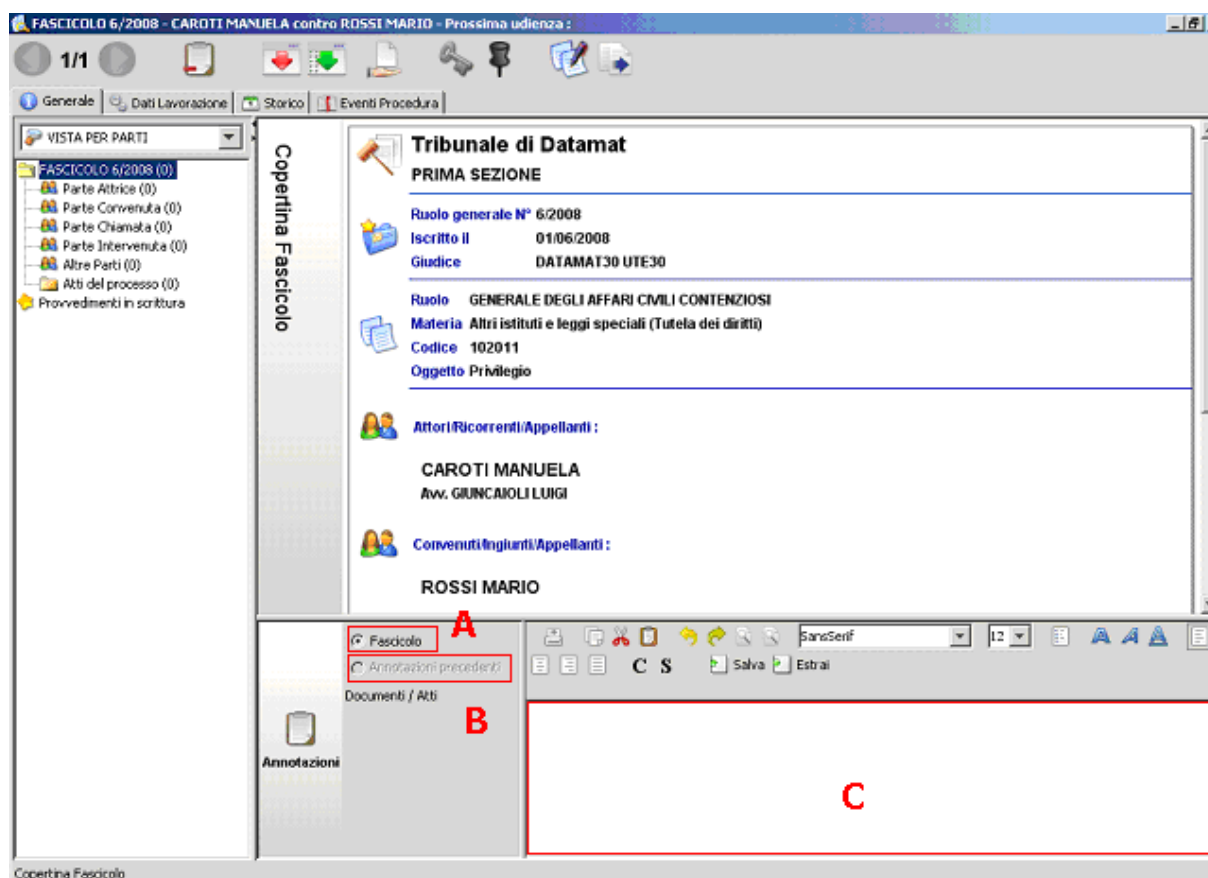 FASCICOLO 6/2008 - CAROTI MANUELA contro ROSSI MARIO - Prossima udienza :
1/1
Generale
Dati Lavorazione
Storico
Eventi Procedura
VISTA PER PARTI
FASCICOLO 6/2008 (0)
Parte Attrice (0)
Parte Convenuta (0)
Parte Chiamata (0)
Parte Intervenuta (0)
Altre Parti (0)
Atti del processo (0)
Provvedimenti in scrittura
Copertina Fascicolo
Tribunale di Datamat
PRIMA SEZIONE
Ruolo generale N° 6/2008
Iscritto il 01/06/2008
Giudice DATAMAT30 UTE30
Ruolo GENERALE DEGLI AFFARI CIVILI CONTENZIOSI
Materia Altri istituti e leggi speciali (Tutela dei diritti)
Codice 102011
Oggetto Privilegio
Attori/Ricorrenti/Appellanti :
CAROTI MANUELA
Avv. GIUNCAIOLI LUIGI
Convenuti/Ingiunti/Appellanti :
ROSSI MARIO
Fascicolo
A
Annotazioni precedenti
B
Documenti / Atti
Annotazioni
SansSerif
12
A A A
C S
Salva
Estrai
C
Copertina Fascicolo